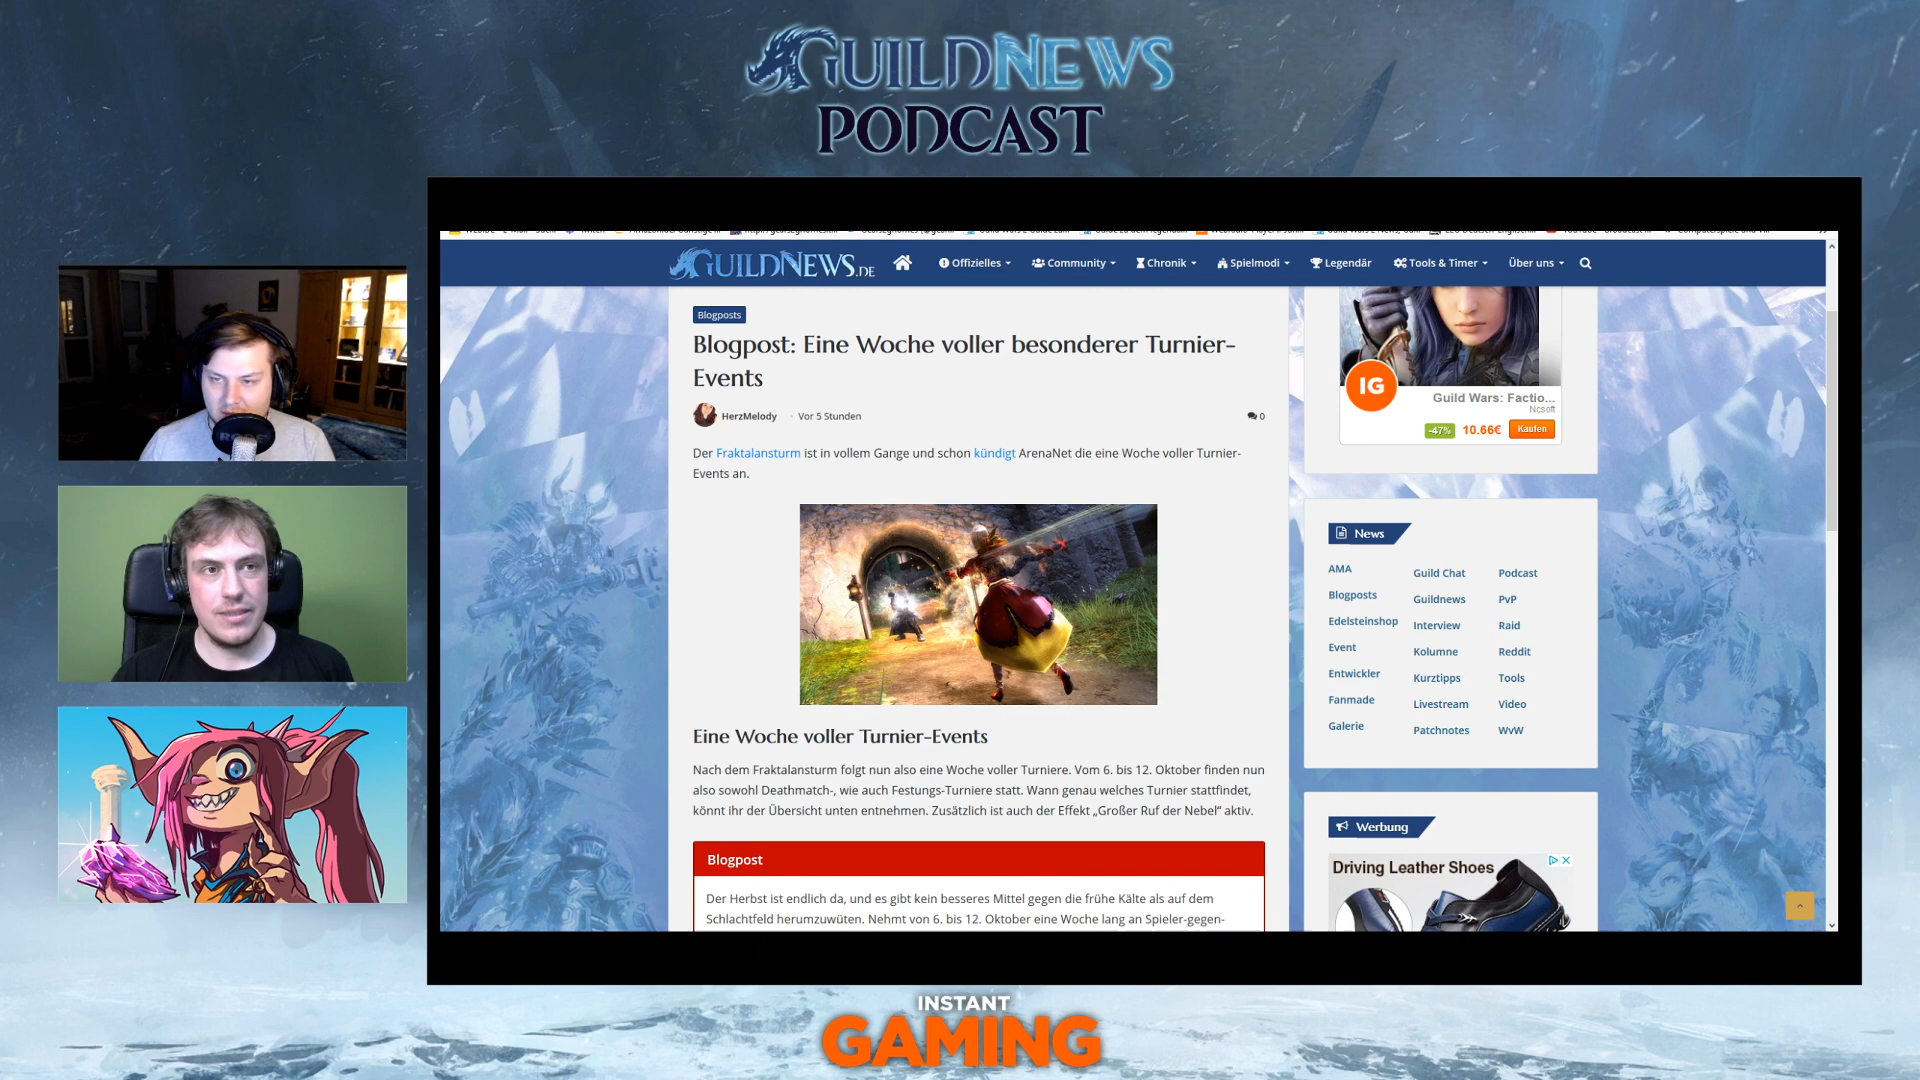 GUILDNEWS
PODCAST
GUILDNEWS.DE
Offizielles
Community
Chronik
Spielmodi
Legendär
Tools & Timer
Über uns
Blogposts
Blogpost: Eine Woche voller besonderer Turnier-
Events
HerzMelody
Vor 5 Stunden
0
Der Fraktalansturm ist in vollem Gange und schon kündigt ArenaNet die eine Woche voller Turnier-
Events an.
Eine Woche voller Turnier-Events
Nach dem Fraktalansturm folgt nun also eine Woche voller Turniere. Vom 6. bis 12. Oktober finden nun
also sowohl Deathmatch-, wie auch Festungs-Turniere statt. Wann genau welches Turnier stattfindet,
könnt ihr der Übersicht unten entnehmen. Zusätzlich ist auch der Effekt „Großer Ruf der Nebel“ aktiv.
Blogpost
Der Herbst ist endlich da, und es gibt kein besseres Mittel gegen die frühe Kälte als auf dem
Schlachtfeld herumzuwüten. Nehmt von 6. bis 12. Oktober eine Woche lang an Spieler-gegen-
IG
Guild Wars: Factio...
Ncsoft
-47%
10.66€
Kaufen
News
AMA
Blogposts
Edelsteinshop
Event
Entwickler
Fanmade
Galerie
Guild Chat
Guildnews
Interview
Kolumne
Kurztipps
Livestream
Patchnotes
Podcast
PvP
Raid
Reddit
Tools
Video
WvW
Werbung
Driving Leather Shoes
RODE
INSTANT
GAMING